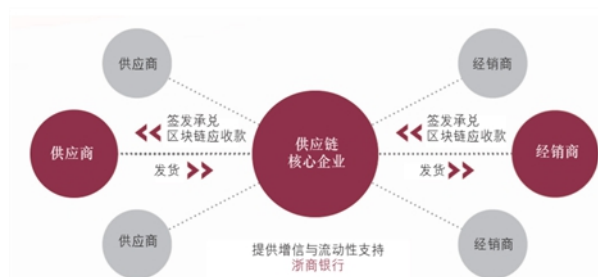 供应商
经销商
签发承兑
区块链应收款
签发承兑
区块链应收款
供应商
供应链
核心企业
经销商
发货
发货
供应商
经销商
提供增信与流动性支持
浙商银行